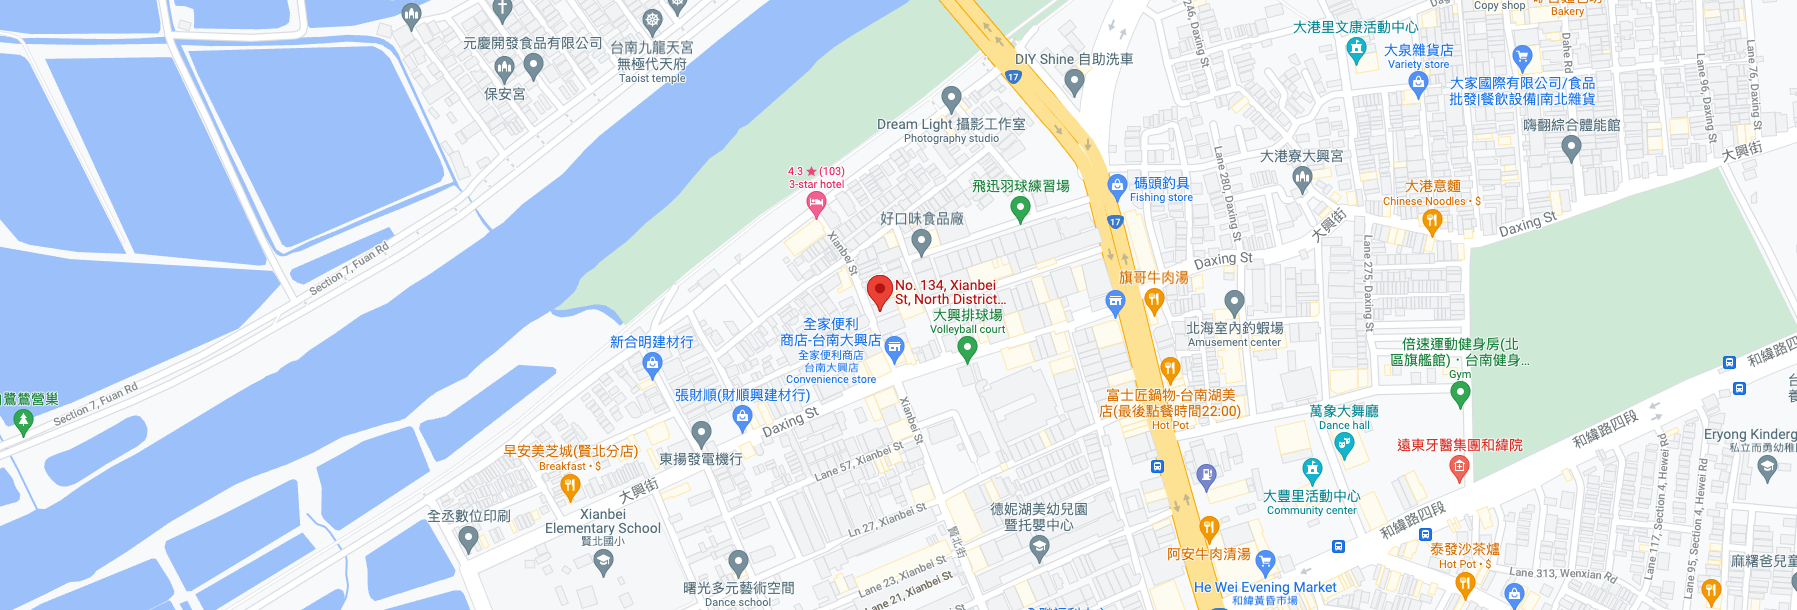 元慶開發食品有限公司
保安宮
台南九龍天宮
無極代天府
Taoist temple
Section 7, Fuan Rd
Section 7, Fuan Rd
鷺鷥營巢
17
DIY Shine 自助洗車
Dream Light 攝影工作室
Photography studio
4.3 ★ (103)
3-star hotel
飛迅羽球練習場
好口味食品廠
Xianbei St
No. 134, Xianbei
St, North District...
大興排球場
Volleyball court
全家便利
商店-台南大興店
全家便利商店
台南大興店
Convenience store
新合明建材行
張財順(財順興建材行)
Daxing St
東揚發電機行
早安美芝城(賢北分店)
Breakfast • $
大興街
全丞數位印刷
Xianbei
Elementary School
賢北國小
曙光多元藝術空間
Dance school
Xianbei St
Lane 57, Xianbei St
Ln 27, Xianbei St
賢北街
Lane 23, Xianbei St
Lane 21, Xianbei St
德妮湖美幼兒園
暨托嬰中心
Copy shop
Bakery
大港里文康活動中心
大泉雜貨店
Variety store
大家國際有限公司/食品
批發|餐飲設備|南北雜貨
嗨翻綜合體能館
Dahe Rd
Lane 96, Daxing St
Lane 76, Daxing St
大興街
246, Daxing St
Lane 280, Daxing St
大港寮大興宮
大港意麵
Chinese Noodles • $
碼頭釣具
Fishing store
17
Daxing St
大興街
Daxing St
Lane 275, Daxing St
旗哥牛肉湯
北海室內釣蝦場
Amusement center
倍速運動健身房(北
區旗艦館)‧台南健身...
Gym
富士匠鍋物-台南湖美
店(最後點餐時間22:00)
Hot Pot
萬象大舞廳
Dance hall
遠東牙醫集團和緯院
大豐里活動中心
Community center
和緯路四段
和緯路四段
和緯路四
Eryong Kinderg
私立而勇幼稚
阿安牛肉清湯
He Wei Evening Market
和緯黃昏市場
泰發沙茶爐
Hot Pot • $
Lane 313, Wenxian Rd
Lane 117, Section 4, Hewei Rd
Lane 95, Section 4, Hewei Rd
麻糬爸兒童